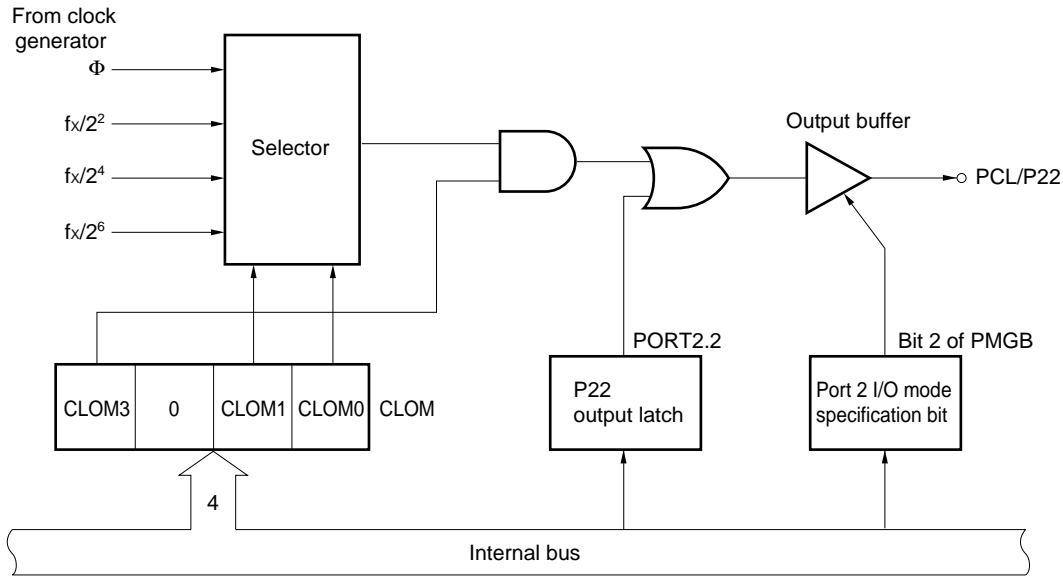 From clock
generator
Φ
fx/2²
fx/2⁴
fx/2⁶
Selector
Output buffer
PCL/P22
PORT2.2
Bit 2 of PMGB
CLOM3 0 CLOM1 CLOM0 CLOM
P22
output latch
Port 2 I/O mode
specification bit
4
Internal bus